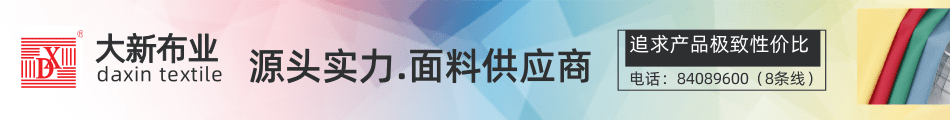 DX
®
大新布业
daxin textile
源头实力.面料供应商
追求产品极致性价比
电话：84089600（8条线）